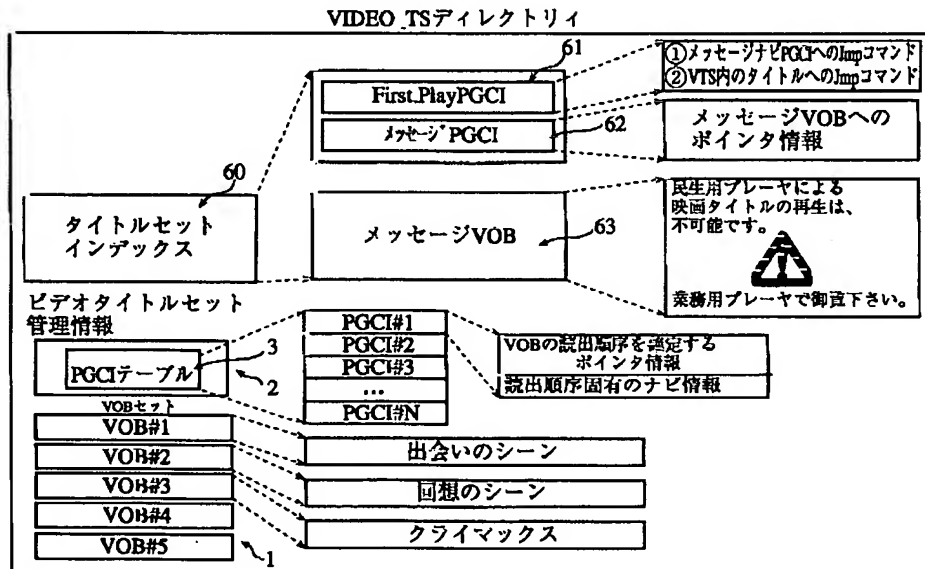 VIDEO_TSディレクトリィ
61
First_PlayPGCI
①メッセージナビPGCIへのJmpコマンド
②VTS内のタイトルへのJmpコマンド
メッセージPGCI
62
メッセージVOBへの
ポインタ情報
60
タイトルセット
インデックス
メッセージVOB
63
民生用プレーヤによる
映画タイトルの再生は、
不可能です。
業務用プレーヤで御覧下さい。
ビデオタイトルセット
管理情報
3
PGCIテーブル
2
PGCI#1
PGCI#2
PGCI#3
...
PGCI#N
VOBの読出順序を選定する
ポインタ情報
読出順序固有のナビ情報
VOBセット
VOB#1
VOB#2
VOB#3
VOB#4
VOB#5
1
出会いのシーン
回想のシーン
クライマックス